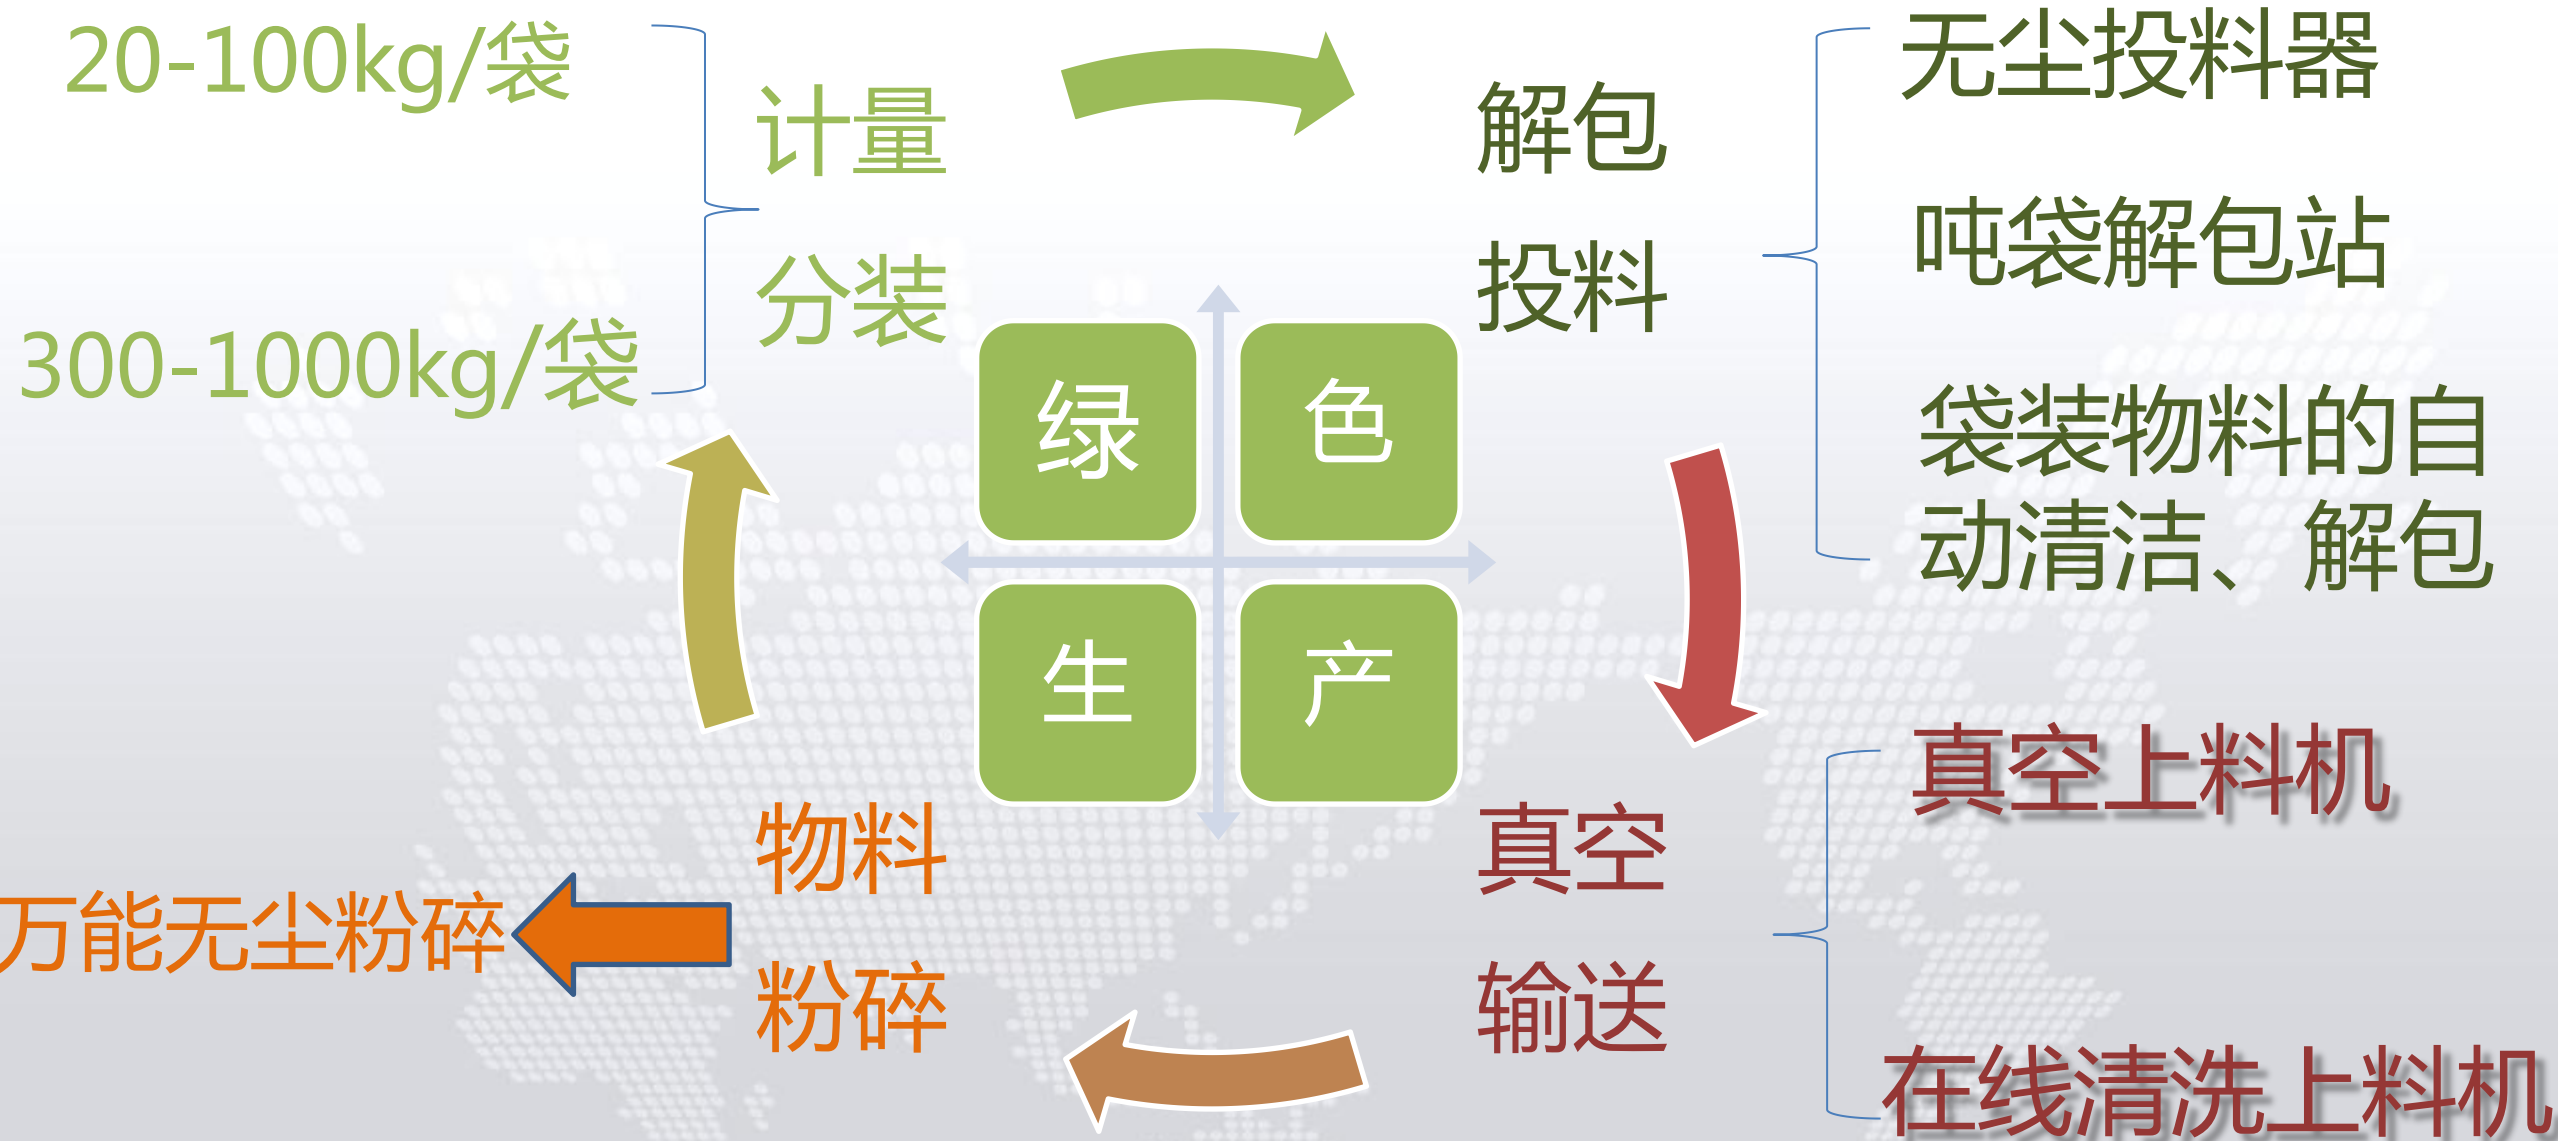 20-100kg/袋
300-1000kg/袋
计量
分装
解包
投料
无尘投料器
吨袋解包站
袋装物料的自
动清洁、解包
绿
色
生
产
物料
粉碎
万能无尘粉碎
真空
输送
真空上料机
在线清洗上料机